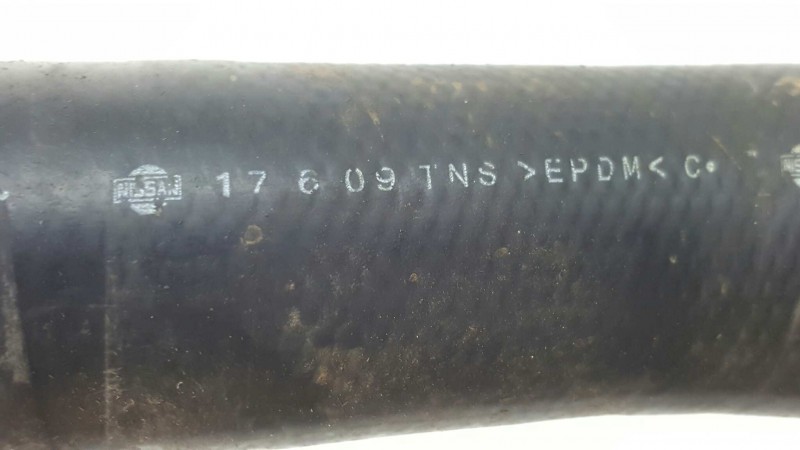 NISSAN 17 6 09 TNS >EPDM< C.